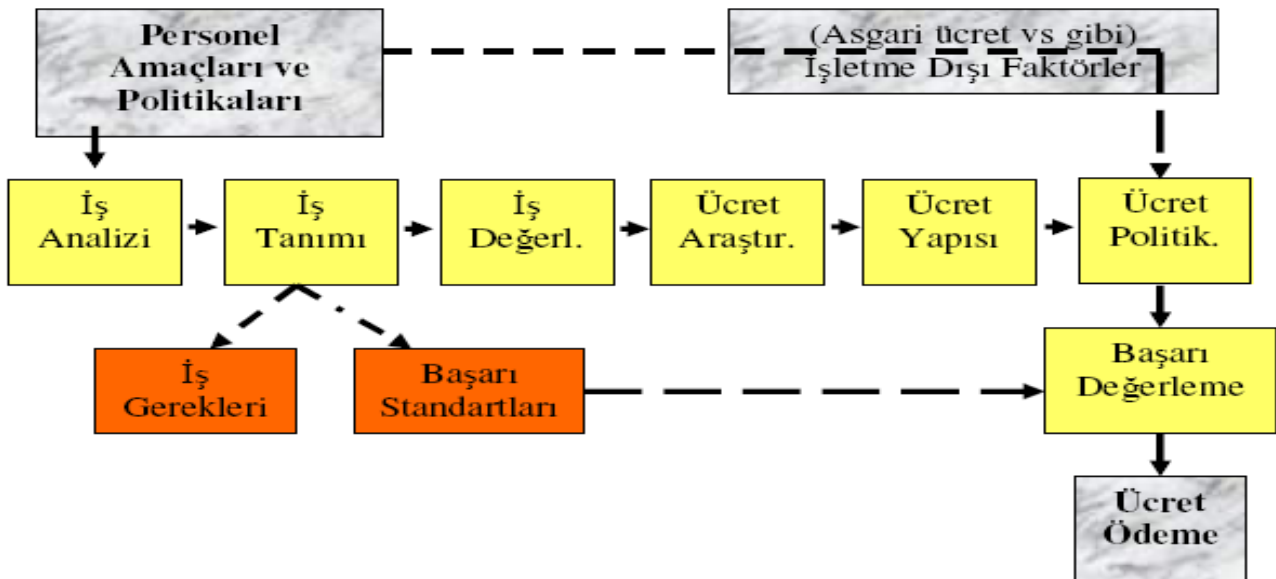 Personel
Amaçları ve
Politikaları
(Asgari ücret vs gibi)
İşletme Dışı Faktörler
İş
Analizi
İş
Tanımı
İş
Değerl.
Ücret
Araştır.
Ücret
Yapısı
Ücret
Politik.
İş
Gerekleri
Başarı
Standartları
Başarı
Değerleme
Ücret
Ödeme